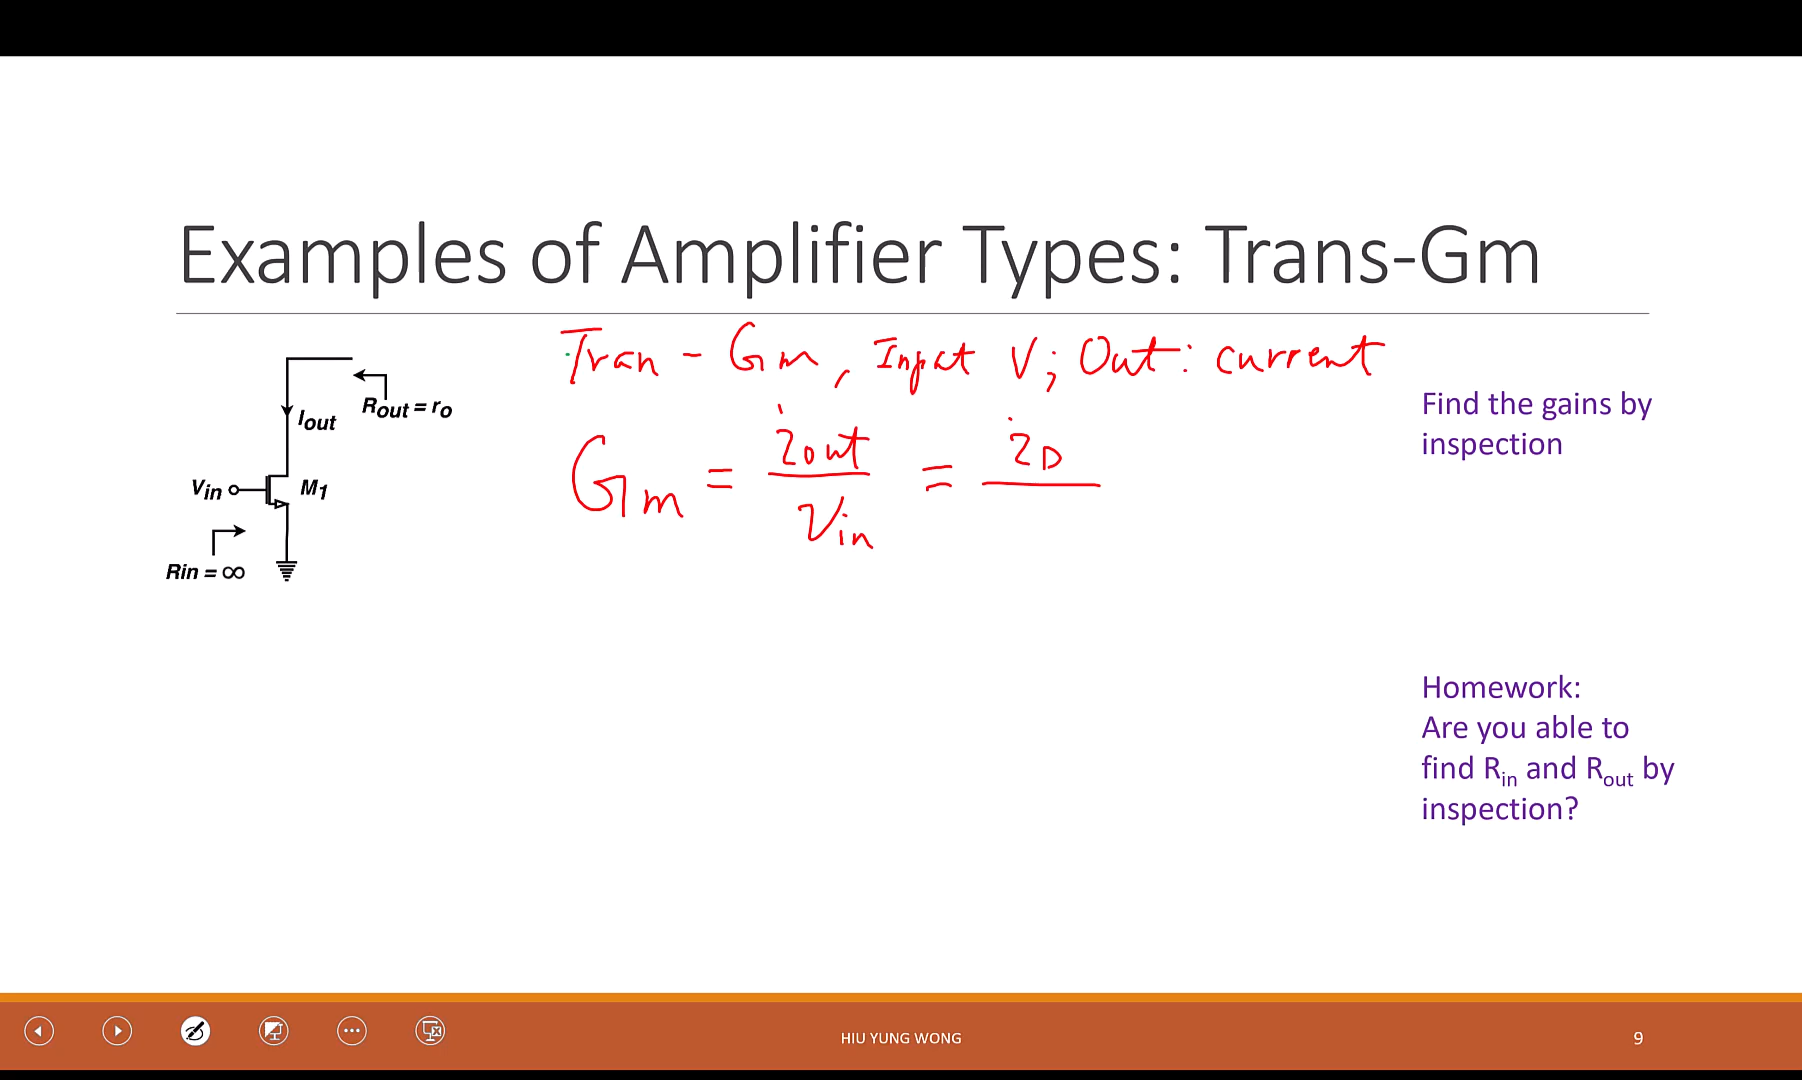 Examples of Amplifier Types: Trans-Gm
Tran - Gm, Input V; Out: current
Rout = ro
Iout
Vin
M1
Rin = ∞
Gm = iout / vin = iD
Find the gains by
inspection
Homework:
Are you able to
find Rin and Rout by
inspection?
HIU YUNG WONG
9